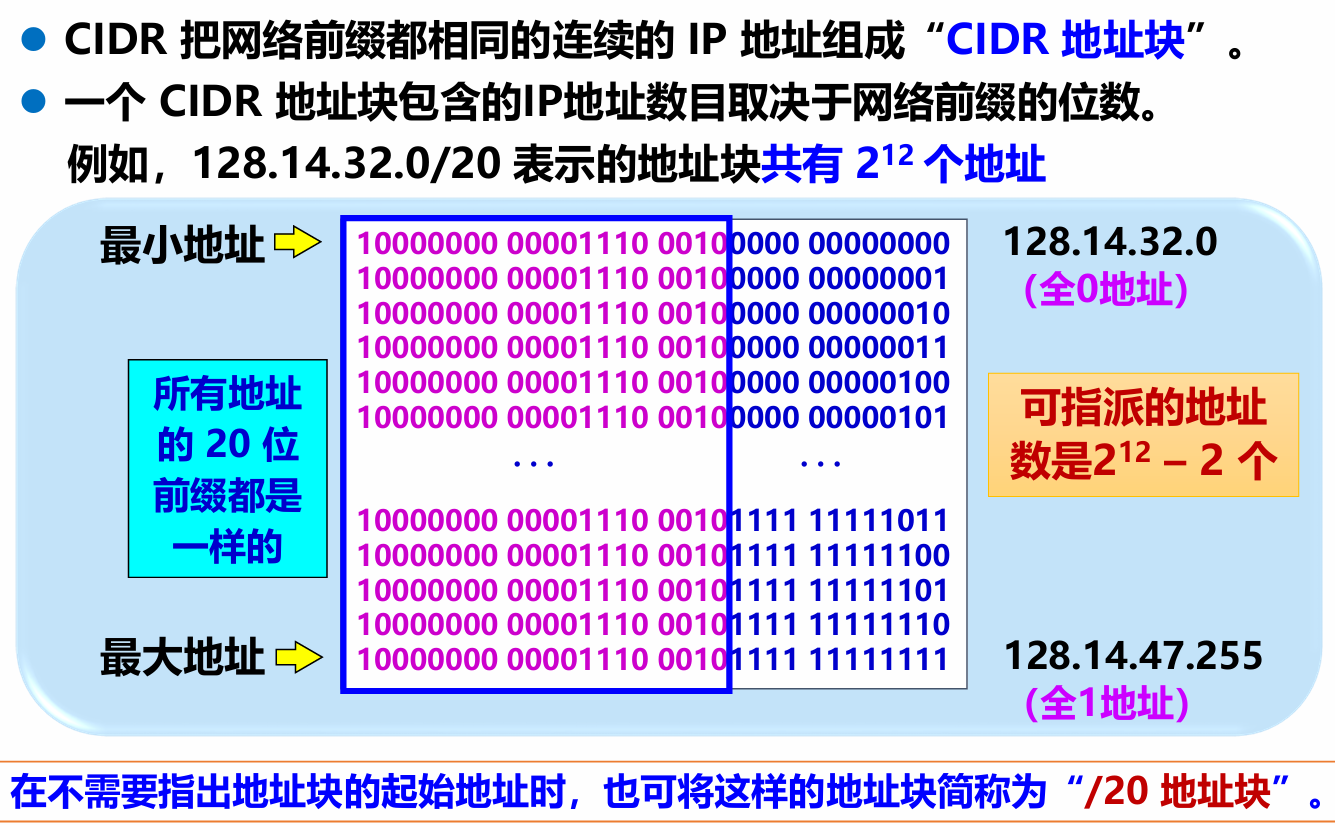 CIDR 把网络前缀都相同的连续的 IP 地址组成“CIDR 地址块”。
一个 CIDR 地址块包含的IP地址数目取决于网络前缀的位数。
例如，128.14.32.0/20 表示的地址块共有 2¹² 个地址
最小地址
10000000 00001110 00100000 00000000
128.14.32.0
（全0地址）
10000000 00001110 00100000 00000001
10000000 00001110 00100000 00000010
10000000 00001110 00100000 00000011
10000000 00001110 00100000 00000100
10000000 00001110 00100000 00000101
... ...
所有地址
的 20 位
前缀都是
一样的
可指派的地址
数是2¹² – 2 个
10000000 00001110 00101111 11111011
10000000 00001110 00101111 11111100
10000000 00001110 00101111 11111101
10000000 00001110 00101111 11111110
最大地址
10000000 00001110 00101111 11111111
128.14.47.255
（全1地址）
在不需要指出地址块的起始地址时，也可将这样的地址块简称为“/20 地址块”。